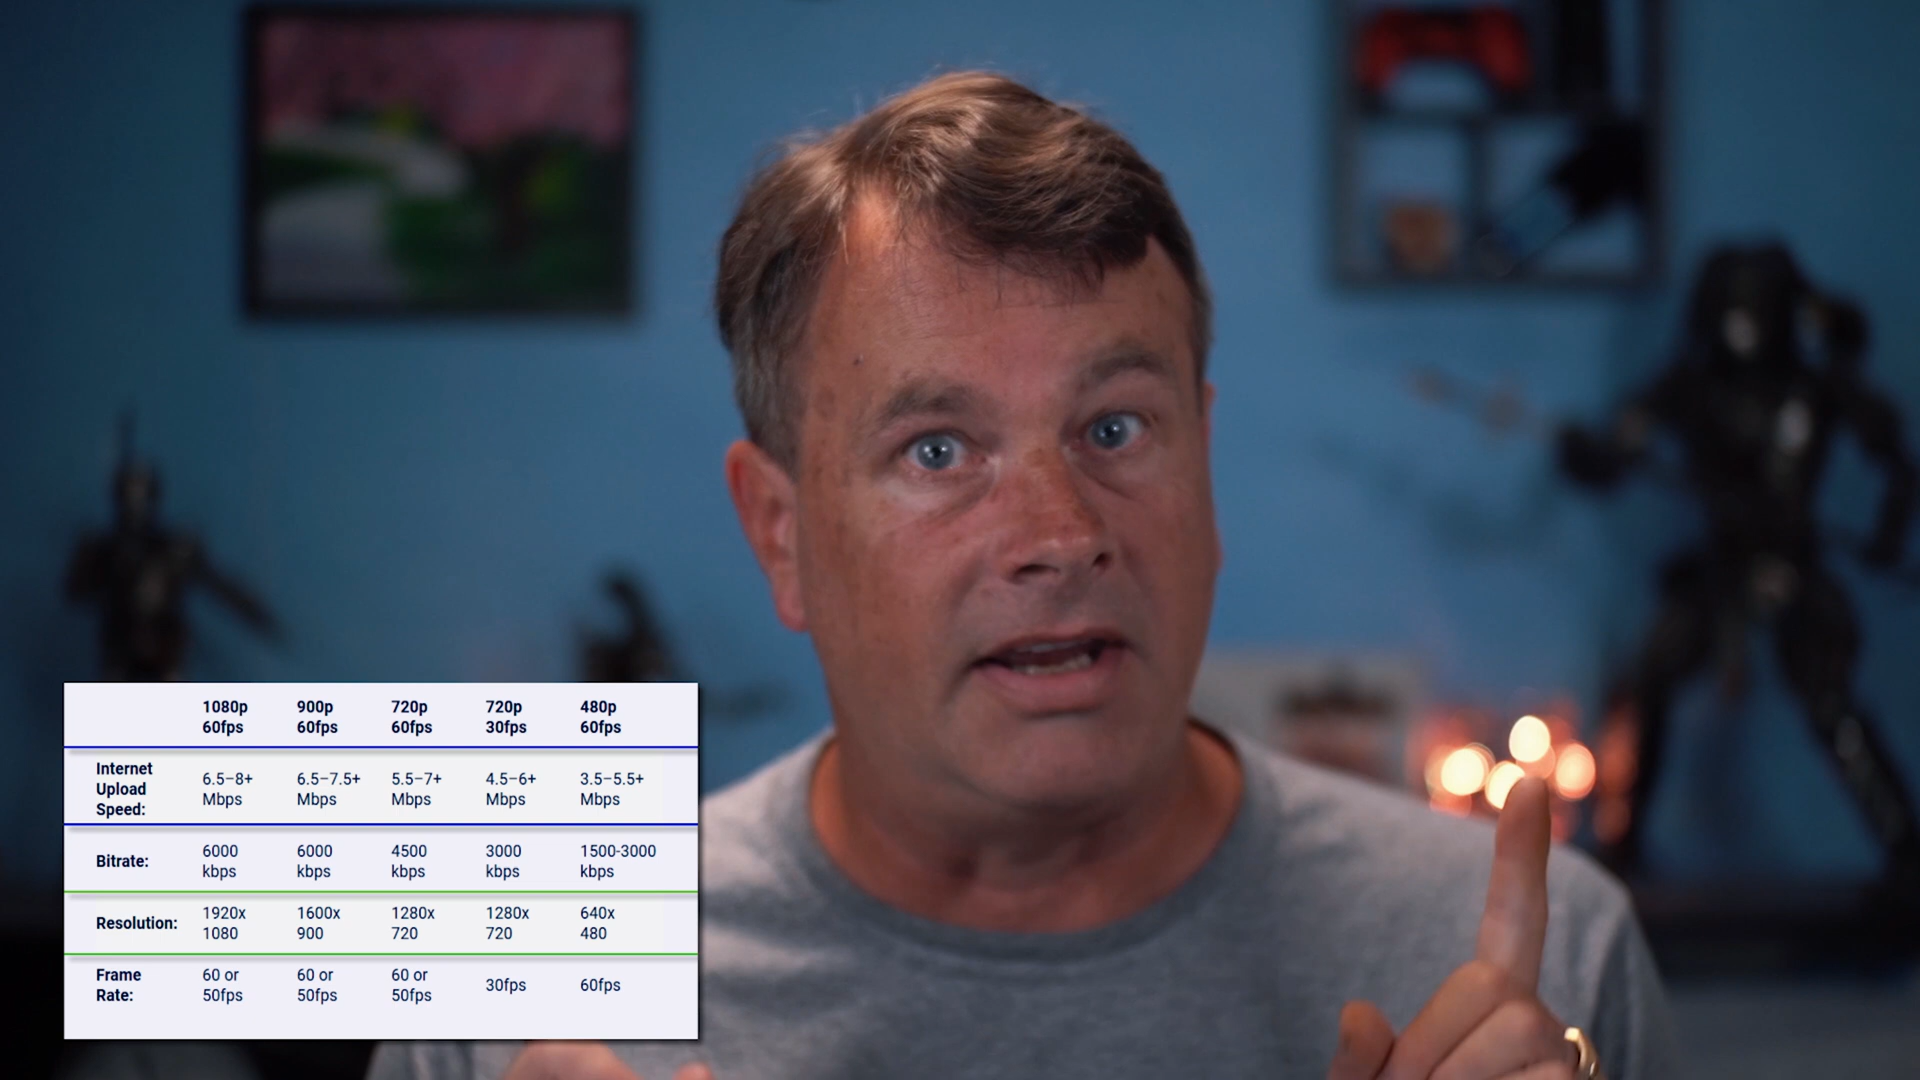 1080p 900p 720p 720p 480p
60fps 60fps 60fps 30fps 60fps
Internet
Upload
Speed:
6.5–8+ 6.5–7.5+ 5.5–7+ 4.5–6+ 3.5–5.5+
Mbps Mbps Mbps Mbps Mbps
Bitrate:
6000 6000 4500 3000 1500-3000
kbps kbps kbps kbps kbps
Resolution:
1920x 1600x 1280x 1280x 640x
1080 900 720 720 480
Frame
Rate:
60 or 60 or 60 or
50fps 50fps 50fps 30fps 60fps